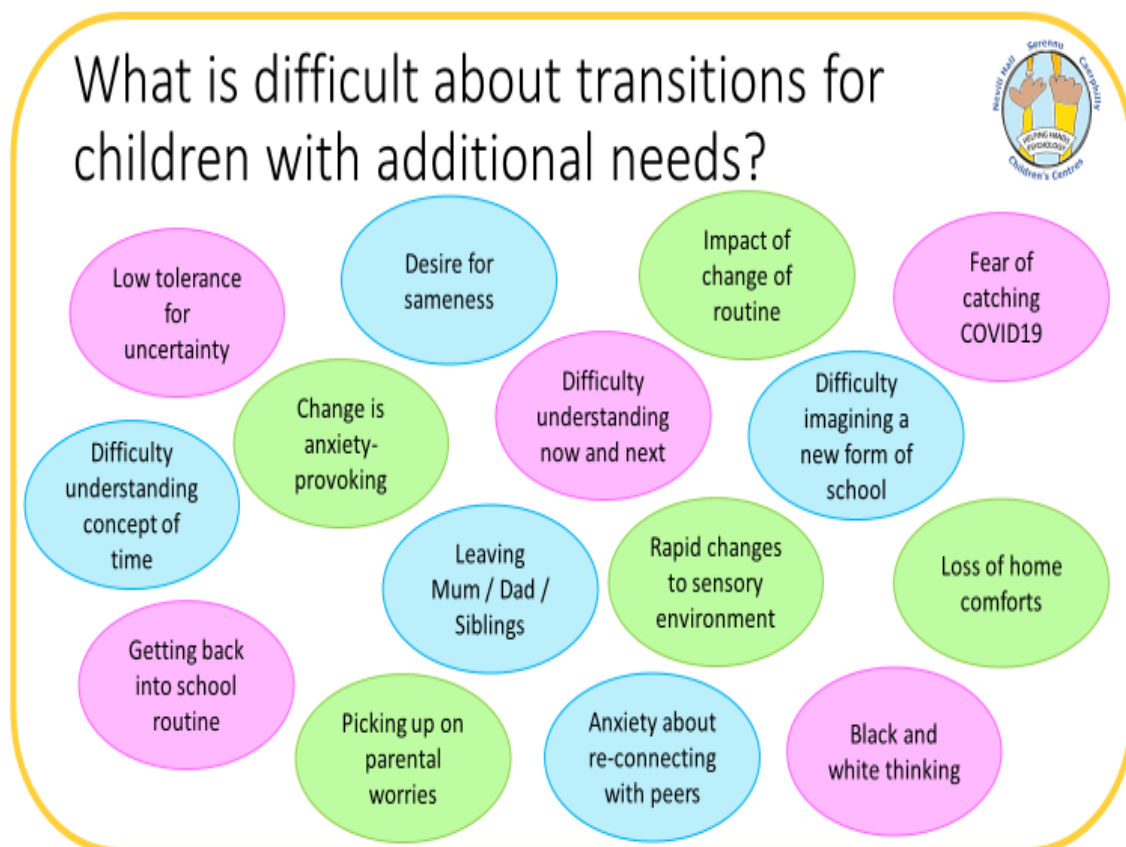 What is difficult about transitions for
children with additional needs?
Nevill Hall
Serennu
Caerphilly
HELPING HANDS
PSYCHOLOGY
Children's Centres
Low tolerance
for
uncertainty
Desire for
sameness
Impact of
change of
routine
Fear of
catching
COVID19
Change is
anxiety-
provoking
Difficulty
understanding
now and next
Difficulty
imagining a
new form of
school
Difficulty
understanding
concept of
time
Leaving
Mum / Dad /
Siblings
Rapid changes
to sensory
environment
Loss of home
comforts
Getting back
into school
routine
Picking up on
parental
worries
Anxiety about
re-connecting
with peers
Black and
white thinking